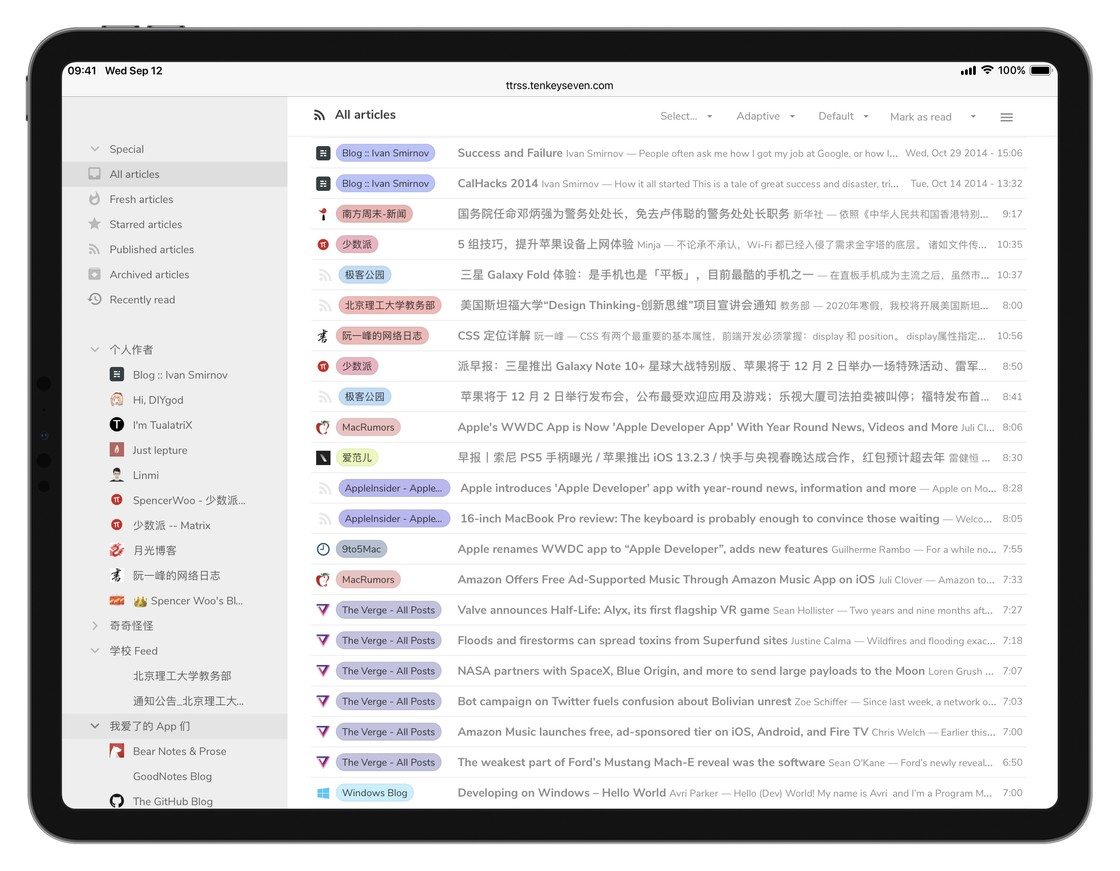 09:41 Wed Sep 12
100%
ttrss.tenkeyseven.com
Special
All articles
Fresh articles
Starred articles
Published articles
Archived articles
Recently read
个人作者
Blog :: Ivan Smirnov
Hi, DIYgod
I'm TualatriX
Just lepture
Linmi
SpencerWoo - 少数派...
少数派 -- Matrix
月光博客
阮一峰的网络日志
Spencer Woo's Bl...
奇奇怪怪
学校 Feed
北京理工大学教务部
通知公告_北京理工大...
我爱了的 App 们
Bear Notes & Prose
GoodNotes Blog
The GitHub Blog
All articles Select... Adaptive Default Mark as read
Blog :: Ivan Smirnov Success and Failure Ivan Smirnov — People often ask me how I got my job at Google, or how I... Wed, Oct 29 2014 - 15:06
Blog :: Ivan Smirnov CalHacks 2014 Ivan Smirnov — How it all started This is a tale of great success and disaster, tri... Tue, Oct 14 2014 - 13:32
南方周末-新闻 国务院任命邓炳强为警务处处长，免去卢伟聪的警务处处长职务 新华社 — 依照《中华人民共和国香港特别... 9:17
少数派 5 组技巧，提升苹果设备上网体验 Minja — 不论承不承认，Wi-Fi 都已经入侵了需求金字塔的底层。 诸如文件传... 10:35
极客公园 三星 Galaxy Fold 体验：是手机也是「平板」，目前最酷的手机之一 — 在直板手机成为主流之后，虽然市... 10:37
北京理工大学教务部 美国斯坦福大学“Design Thinking-创新思维”项目宣讲会通知 教务部 — 2020年寒假，我校将开展美国斯坦... 8:00
阮一峰的网络日志 CSS 定位详解 阮一峰 — CSS 有两个最重要的基本属性，前端开发必须掌握：display 和 position。 display属性指定... 10:56
少数派 派早报：三星推出 Galaxy Note 10+ 星球大战特别版、苹果将于 12 月 2 日举办一场特殊活动、雷军... 8:50
极客公园 苹果将于 12 月 2 日举行发布会，公布最受欢迎应用及游戏；乐视大厦司法拍卖被叫停；福特发布首... 8:41
MacRumors Apple's WWDC App is Now 'Apple Developer App' With Year Round News, Videos and More Juli Cl... 8:06
爱范儿 早报丨索尼 PS5 手柄曝光 / 苹果推出 iOS 13.2.3 / 快手与央视春晚达成合作，红包预计超去年 雷健恒 ... 8:30
AppleInsider - Apple... Apple introduces 'Apple Developer' app with year-round news, information and more — Apple on Mo... 8:28
AppleInsider - Apple... 16-inch MacBook Pro review: The keyboard is probably enough to convince those waiting — Welco... 8:05
9to5Mac Apple renames WWDC app to “Apple Developer”, adds new features Guilherme Rambo — For a while no... 7:55
MacRumors Amazon Offers Free Ad-Supported Music Through Amazon Music App on iOS Juli Clover — Amazon to... 7:33
The Verge - All Posts Valve announces Half-Life: Alyx, its first flagship VR game Sean Hollister — Two years and nine months aft... 7:27
The Verge - All Posts Floods and firestorms can spread toxins from Superfund sites Justine Calma — Wildfires and flooding exac... 7:18
The Verge - All Posts NASA partners with SpaceX, Blue Origin, and more to send large payloads to the Moon Loren Grush ... 7:07
The Verge - All Posts Bot campaign on Twitter fuels confusion about Bolivian unrest Zoe Schiffer — Since last week, a network o... 7:03
The Verge - All Posts Amazon Music launches free, ad-sponsored tier on iOS, Android, and Fire TV Chris Welch — Earlier this... 7:00
The Verge - All Posts The weakest part of Ford’s Mustang Mach-E reveal was the software Sean O'Kane — Ford’s newly reveal... 6:50
Windows Blog Developing on Windows – Hello World Avri Parker — Hello (Dev) World! My name is Avri and I’m a Program M... 7:00